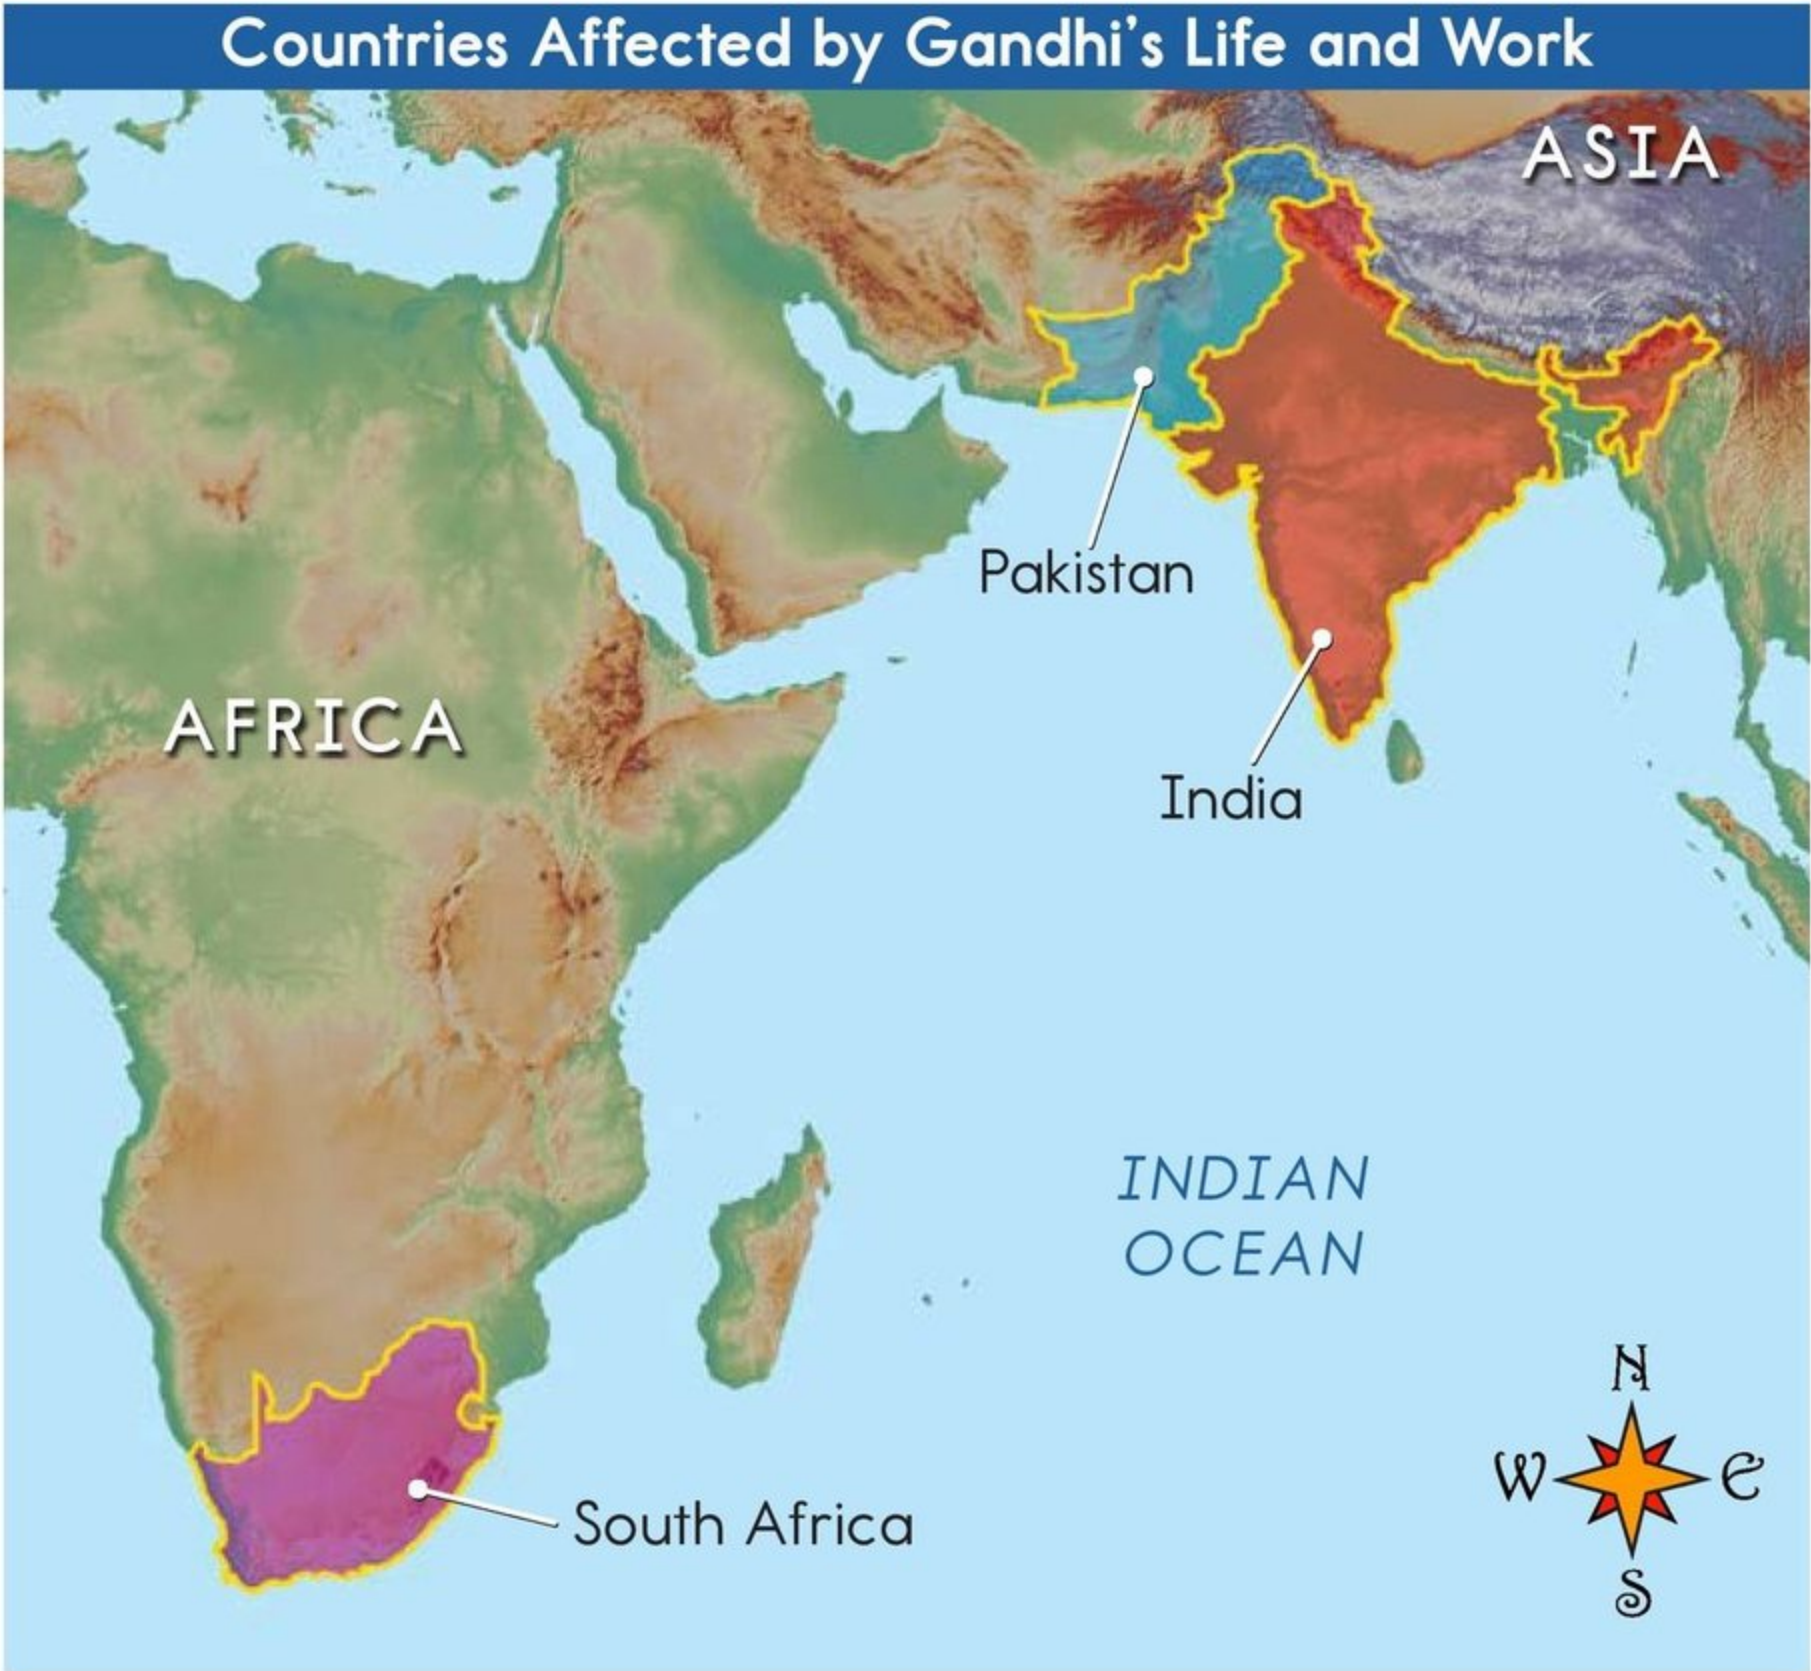 Countries Affected by Gandhi's Life and Work
ASIA
Pakistan
AFRICA
India
INDIAN
OCEAN
N
W
E
S
South Africa